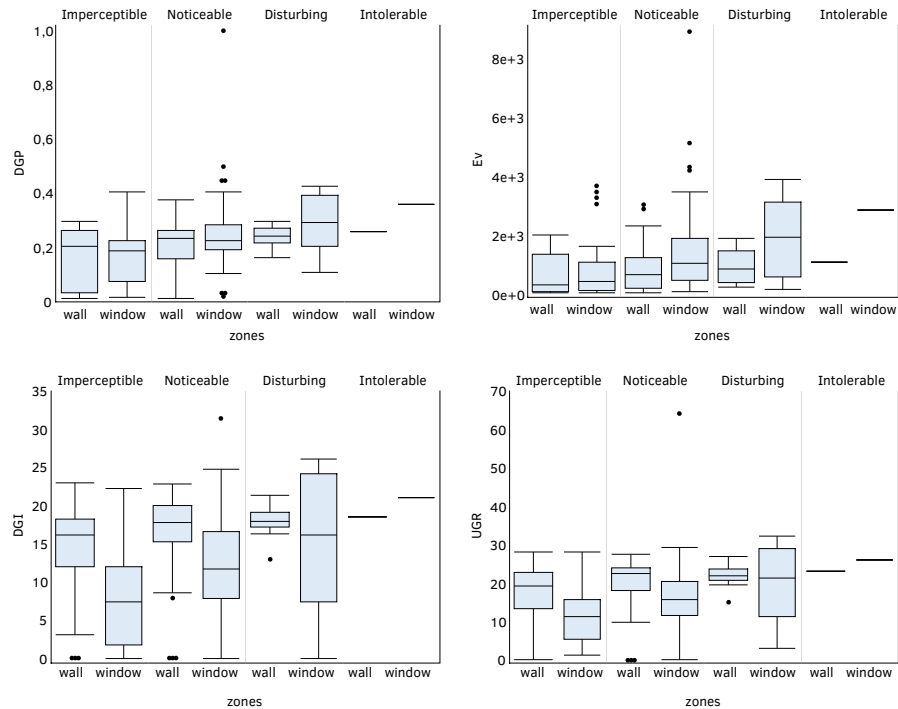 Imperceptible Noticeable Disturbing Intolerable
1,0
0,8
0,6
0,4
0,2
0
DGP
wall window wall window wall window wall window
zones
Imperceptible Noticeable Disturbing Intolerable
8e+3
6e+3
4e+3
2e+3
0e+0
Ev
wall window wall window wall window wall window
zones
Imperceptible Noticeable Disturbing Intolerable
35
30
25
20
15
10
5
0
DGI
wall window wall window wall window wall window
zones
Imperceptible Noticeable Disturbing Intolerable
70
60
50
40
30
20
10
0
UGR
wall window wall window wall window wall window
zones